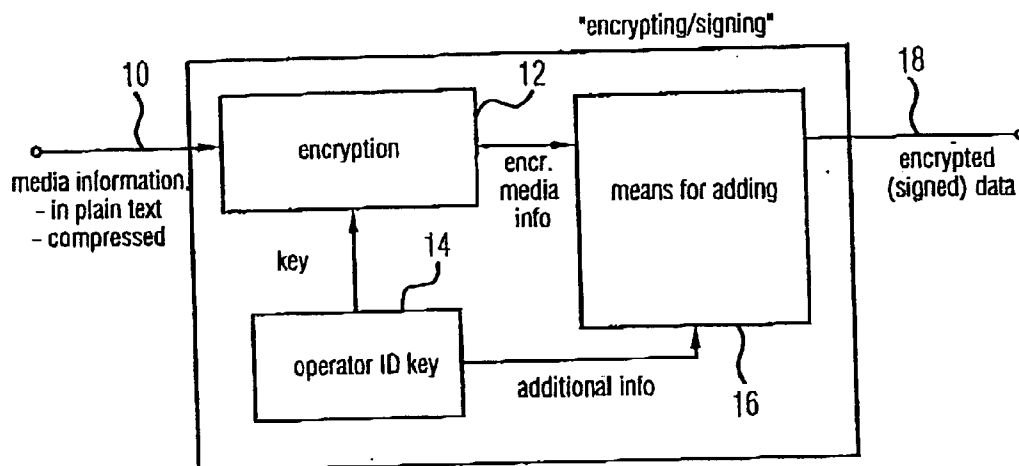 "encrypting/signing"
10
12
18
encryption
media information
- in plain text
- compressed
encr.
media
info
means for adding
encrypted
(signed) data
key
14
operator ID key
additional info
16